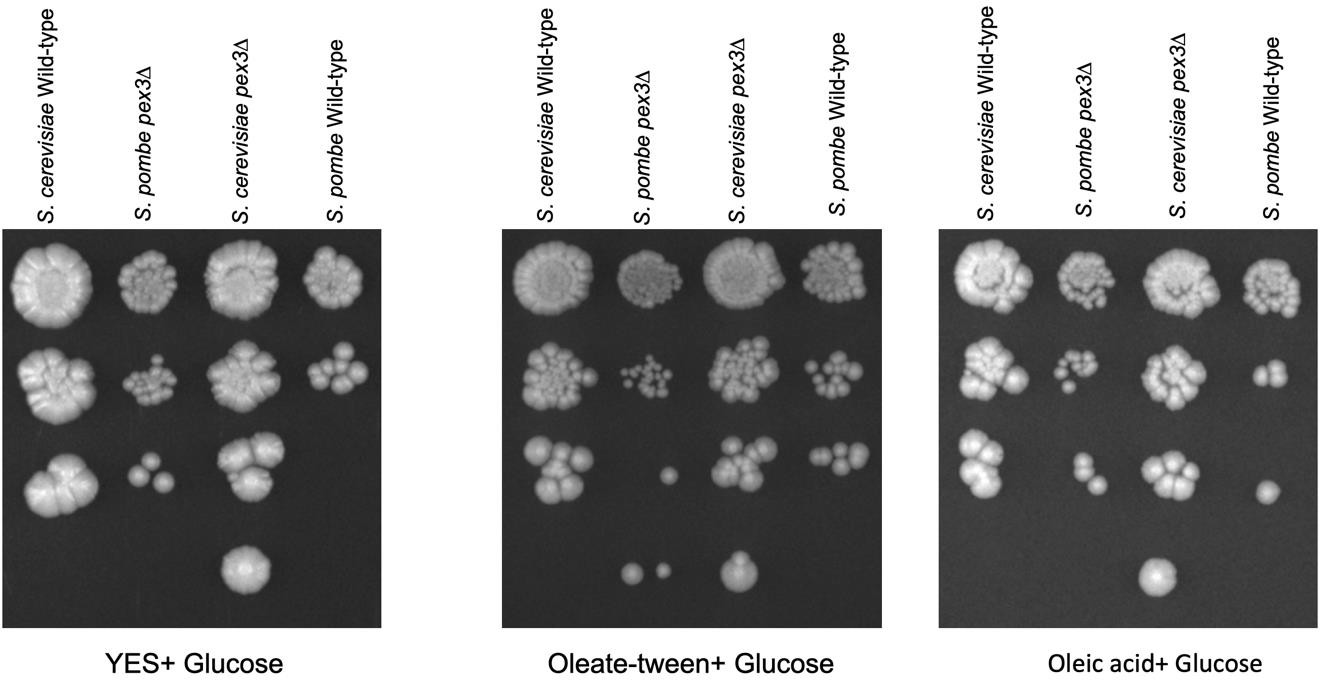 S. cerevisiae Wild-type
S. pombe pex3Δ
S. cerevisiae pex3Δ
S. pombe Wild-type
S. cerevisiae Wild-type
S. pombe pex3Δ
S. cerevisiae pex3Δ
S. pombe Wild-type
S. cerevisiae Wild-type
S. pombe pex3Δ
S. cerevisiae pex3Δ
S. pombe Wild-type
YES+ Glucose
Oleate-tween+ Glucose
Oleic acid+ Glucose